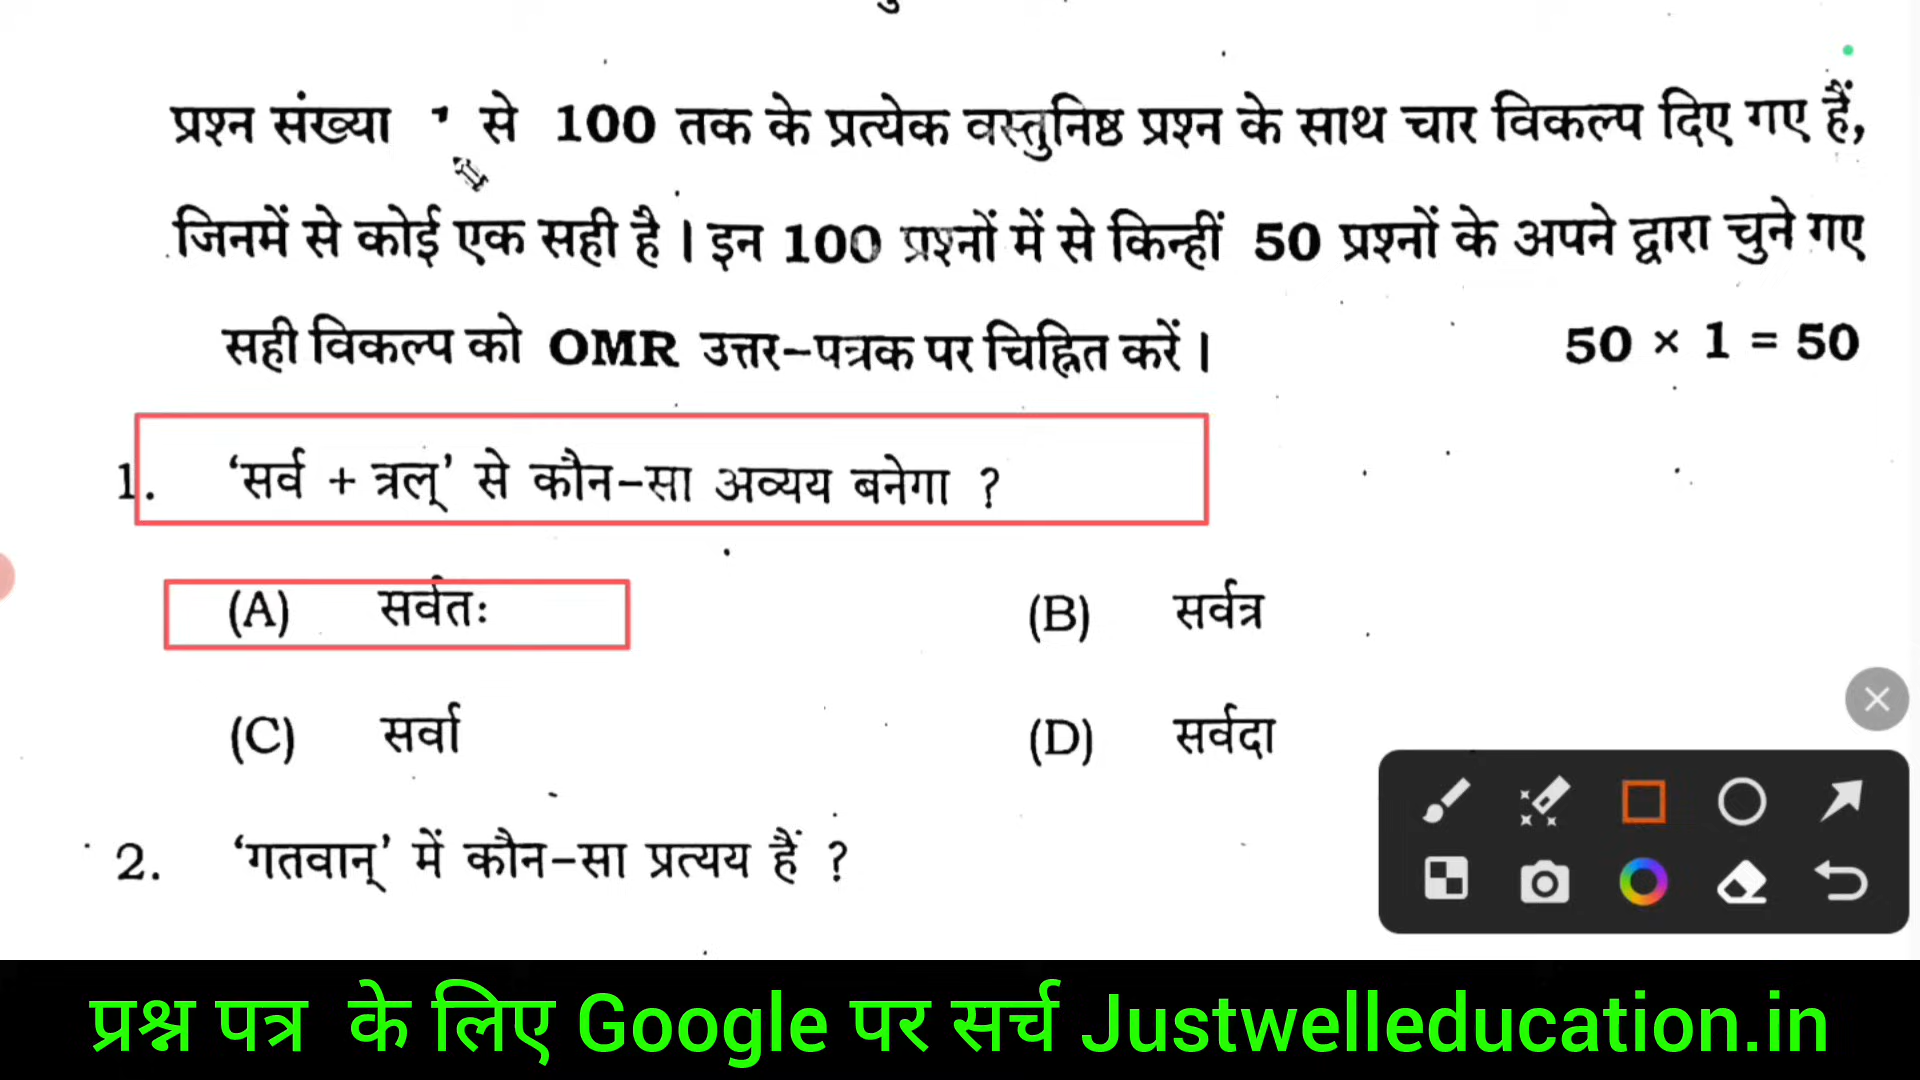 प्रश्न संख्या 1 से 100 तक के प्रत्येक वस्तुनिष्ठ प्रश्न के साथ चार विकल्प दिए गए हैं,
जिनमें से कोई एक सही है । इन 100 प्रश्नों में से किन्हीं 50 प्रश्नों के अपने द्वारा चुने गए
सही विकल्प को OMR उत्तर-पत्रक पर चिह्नित करें । 50 × 1 = 50
1. ‘सर्व + त्रल्’ से कौन-सा अव्यय बनेगा ?
(A) सर्वतः (B) सर्वत्र
(C) सर्वा (D) सर्वदा
2. ‘गतवान्’ में कौन-सा प्रत्यय हैं ?
प्रश्न पत्र के लिए Google पर सर्च Justwelleducation.in